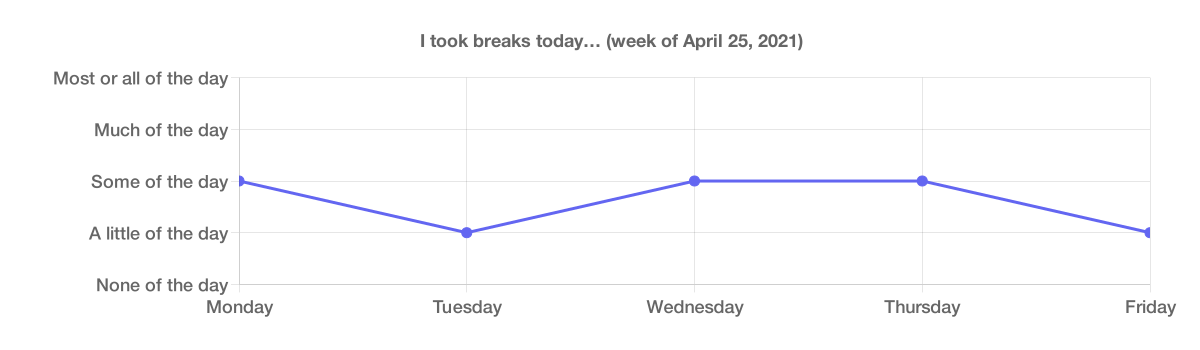 I took breaks today… (week of April 25, 2021)
Most or all of the day
Much of the day
Some of the day
A little of the day
None of the day
Monday Tuesday Wednesday Thursday Friday